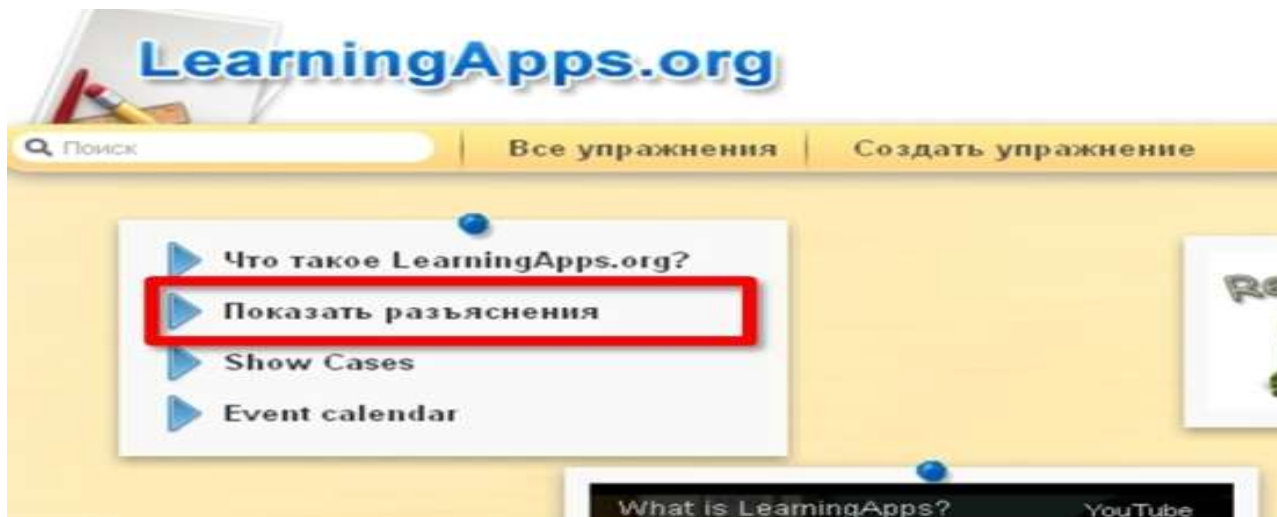 LearningApps.org
Поиск Все упражнения Создать упражнение
Что такое LearningApps.org?
Показать разъяснения
Show Cases
Event calendar
What is LearningApps? YouTube